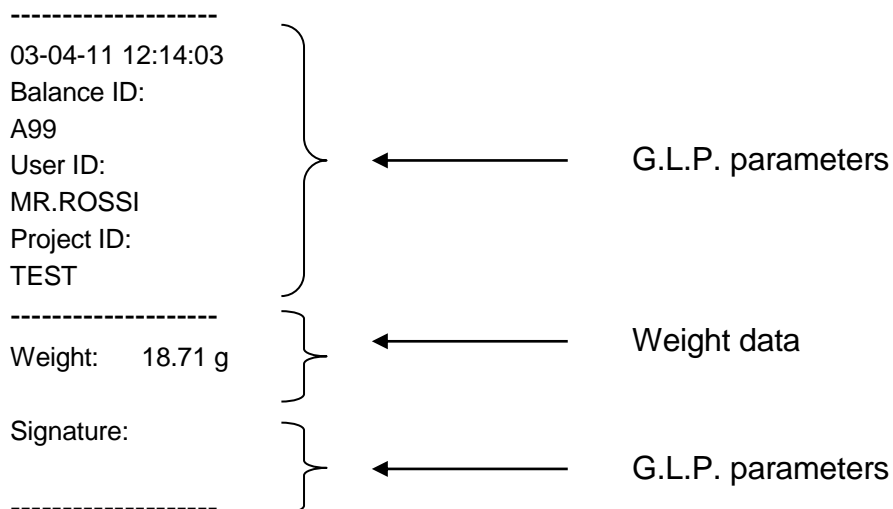 --------------------
03-04-11 12:14:03
Balance ID:
A99
User ID:
MR.ROSSI
Project ID:
TEST
G.L.P. parameters
--------------------
Weight: 18.71 g
Weight data
Signature:
G.L.P. parameters
--------------------